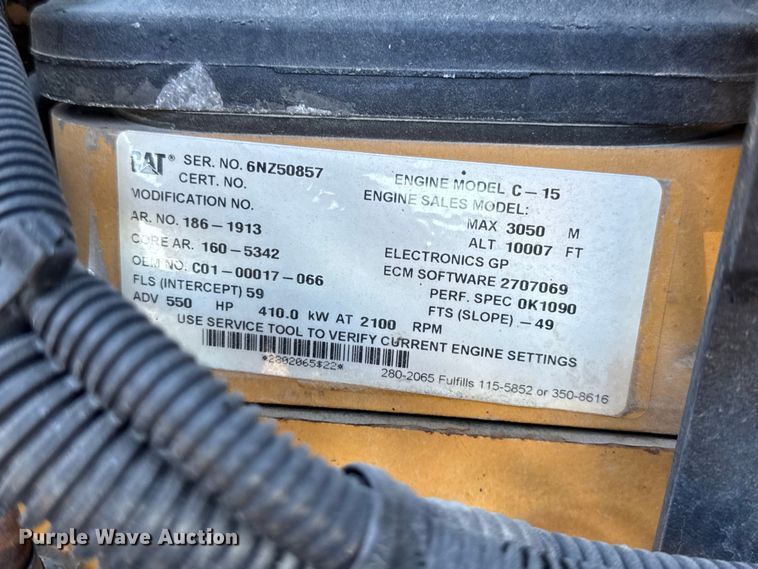 CAT® SER. NO. 6NZ50857 ENGINE MODEL C-15
CERT. NO. ENGINE SALES MODEL:
MODIFICATION NO. MAX 3050 M
AR. NO. 186-1913 ALT 10007 FT
CORE AR. 160-5342 ELECTRONICS GP
OEM NO. C01-00017-066 ECM SOFTWARE 2707069
FLS (INTERCEPT) 59 PERF. SPEC 0K1090
ADV 550 HP 410.0 kW AT 2100 RPM FTS (SLOPE) -49
USE SERVICE TOOL TO VERIFY CURRENT ENGINE SETTINGS
*2802065$22*
280-2065 Fulfills 115-5852 or 350-8616
Purple Wave Auction